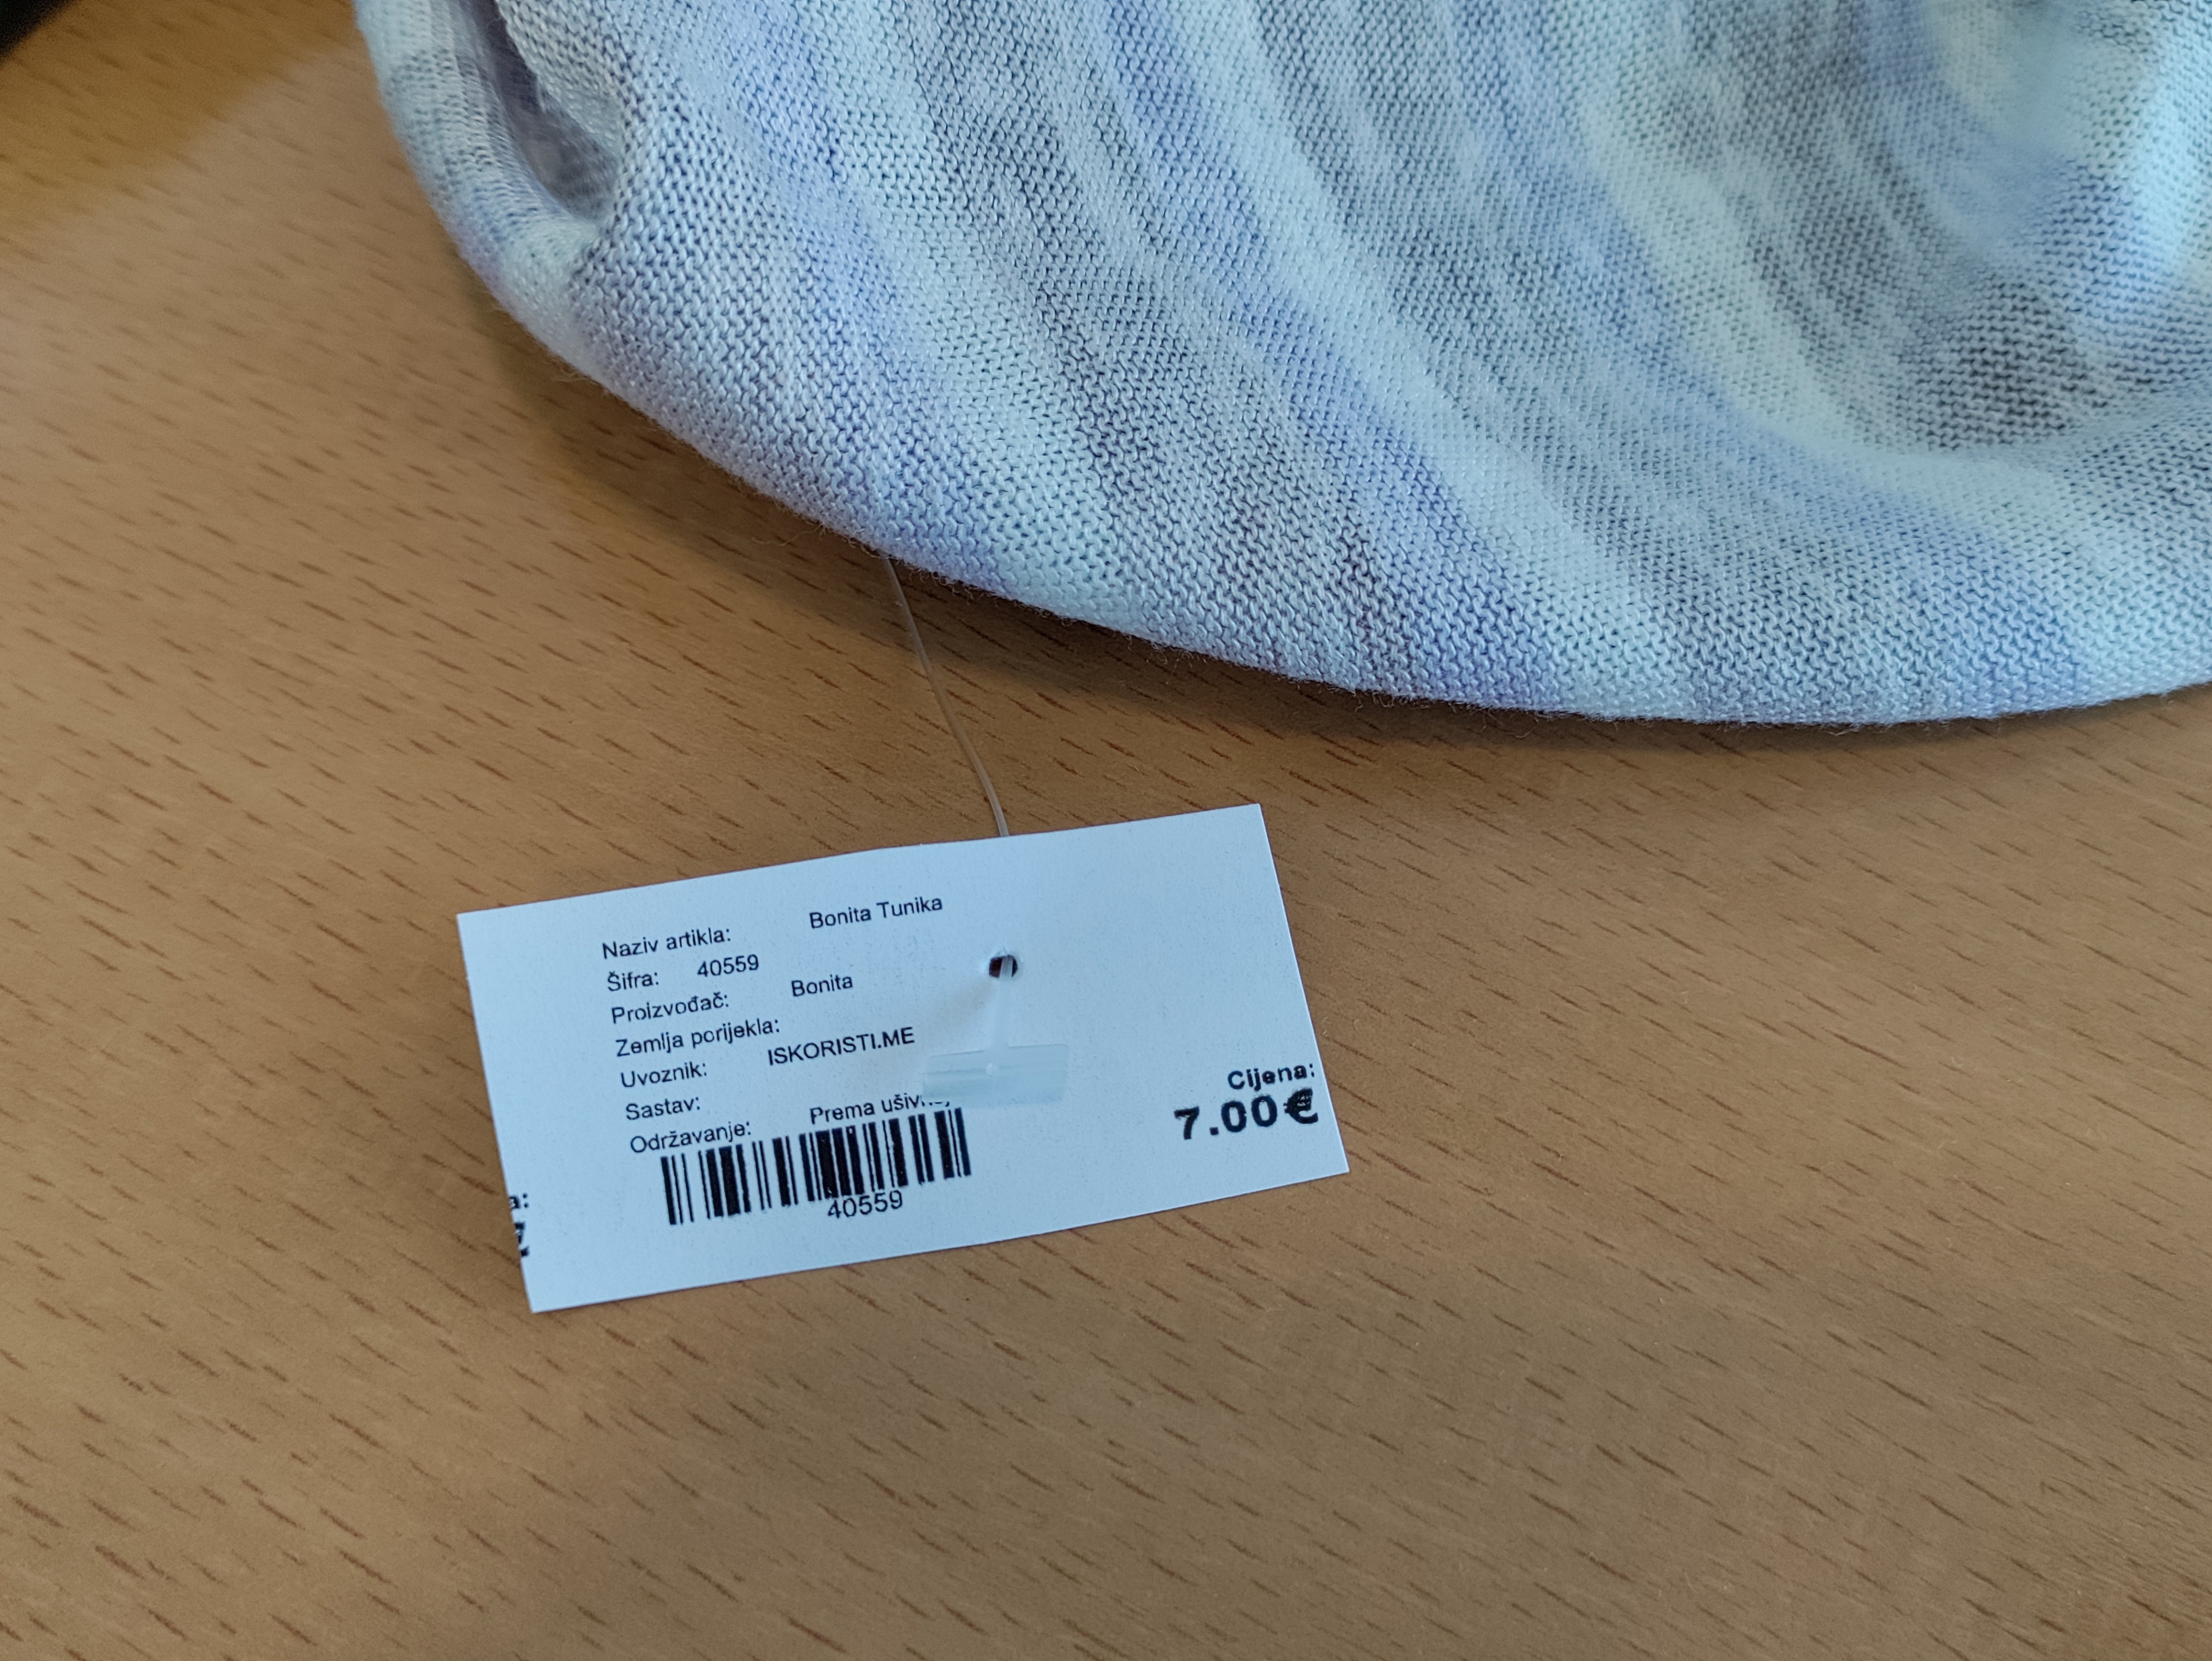 Naziv artikla: Bonita Tunika
Šifra: 40559
Proizvođač: Bonita
Zemlja porijekla:
Uvoznik: ISKORISTI.ME
Sastav:
Održavanje: Prema
40559
Cijena:
7.00€
a: